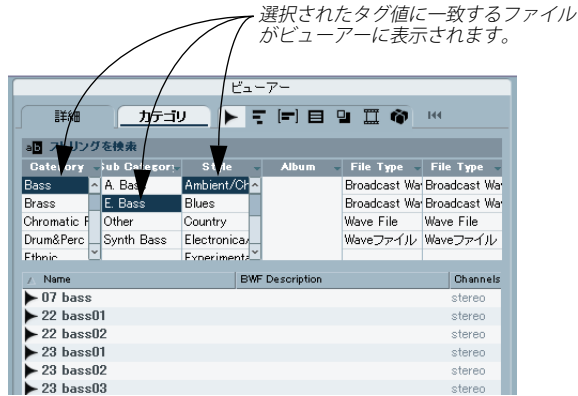 選択されたタグ値に一致するファイル
がビューアーに表示されます。
ビューアー
詳細 カテゴリ
ストリングを検索
Category Sub Category Style Album File Type File Type
Bass A. Bass Ambient/Ch Broadcast Wa Broadcast Wa
Brass E. Bass Blues Broadcast Wa Broadcast Wa
Chromatic F Other Country Wave File Wave File
Drum&Perc Synth Bass Electronica/ Waveファイル Waveファイル
Ethnic Experimenta
Name BWF Description Channels
07 bass stereo
22 bass01 stereo
22 bass02 stereo
23 bass01 stereo
23 bass02 stereo
23 bass03 stereo